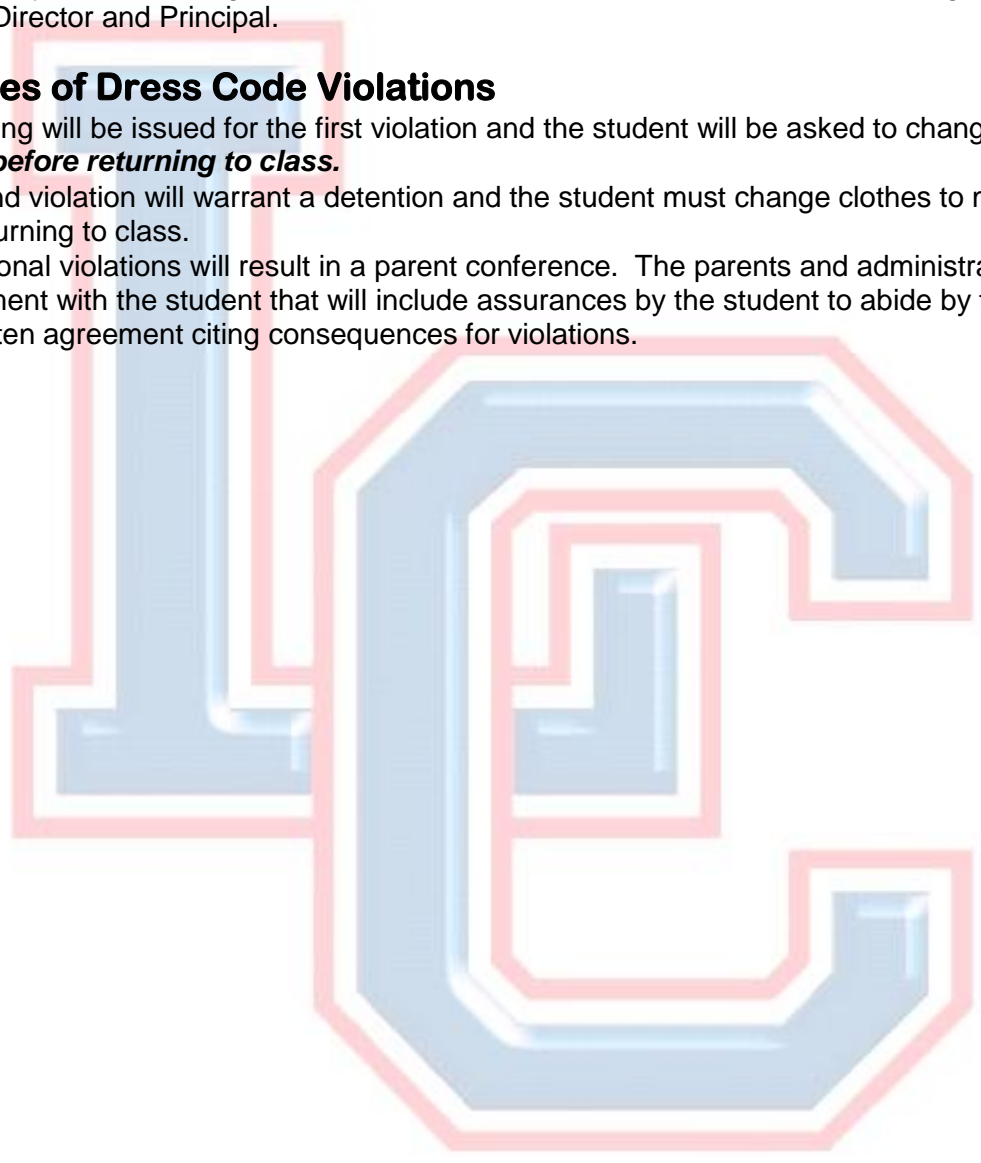 Director and Principal.
es of Dress Code Violations
ng will be issued for the first violation and the student will be asked to chang
before returning to class.
nd violation will warrant a detention and the student must change clothes to
urning to class.
onal violations will result in a parent conference. The parents and administra
ment with the student that will include assurances by the student to abide by
ten agreement citing consequences for violations.
IC